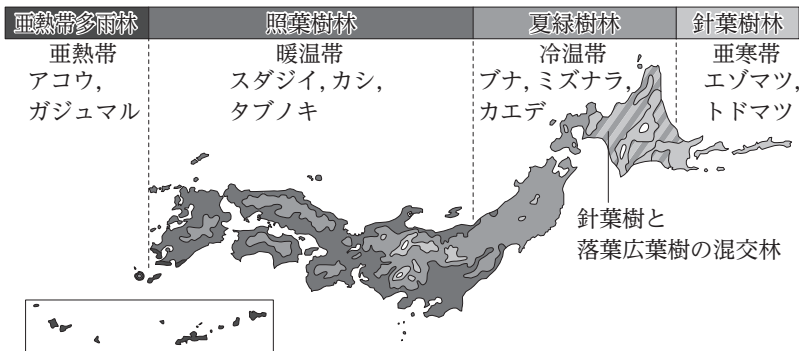 亜熱帯多雨林 照葉樹林 夏緑樹林 針葉樹林
亜熱帯 暖温帯 冷温帯 亜寒帯
アコウ, スダジイ, カシ, ブナ, ミズナラ, エゾマツ,
ガジュマル タブノキ カエデ トドマツ
針葉樹と
落葉広葉樹の混交林